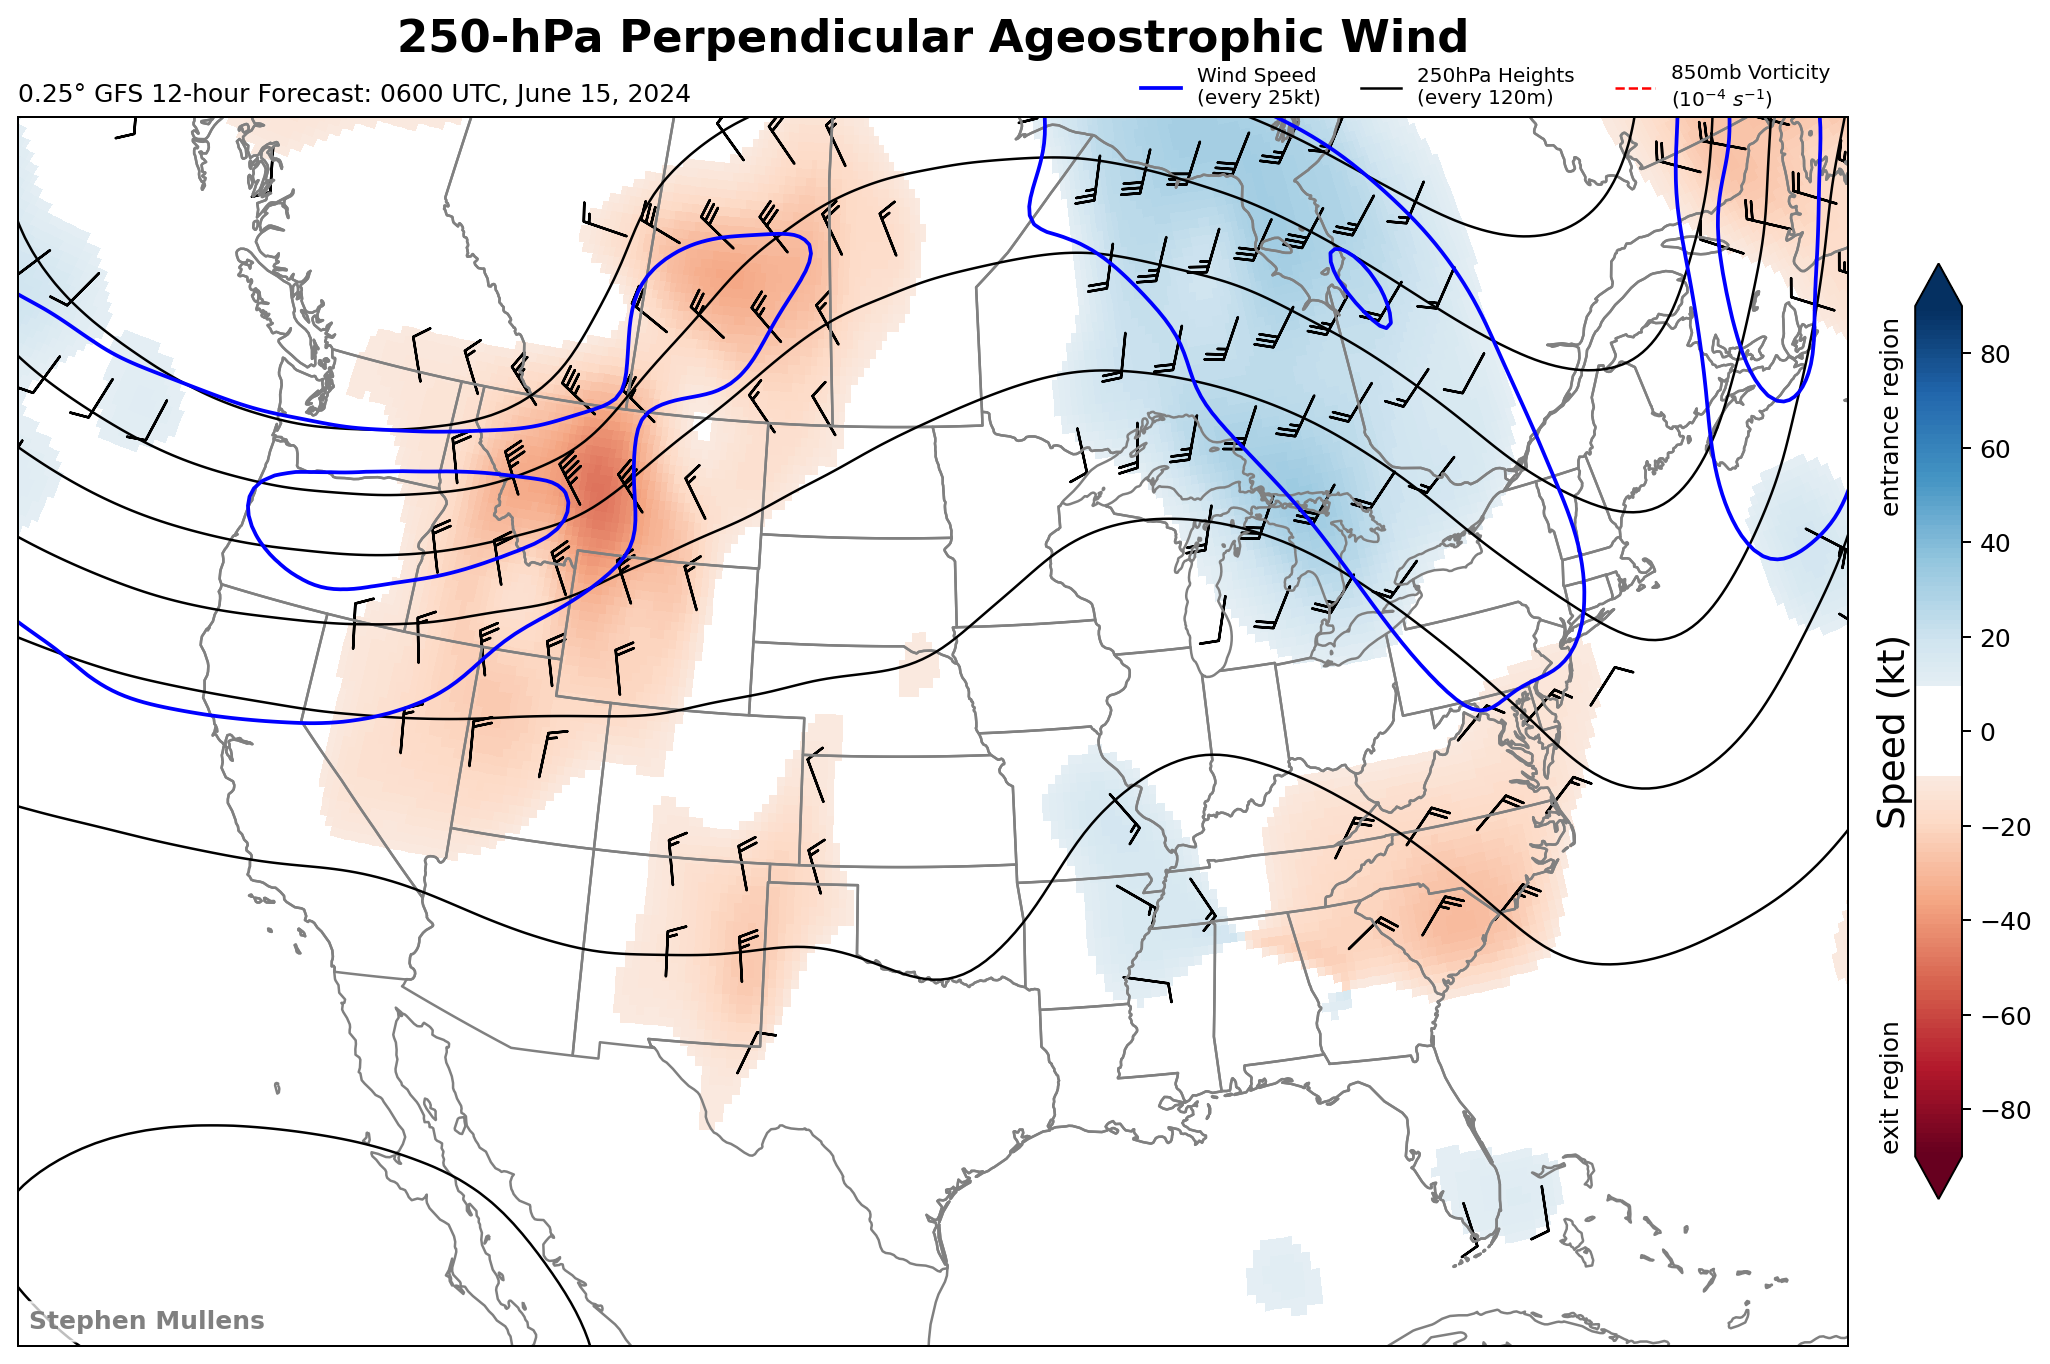 250-hPa Perpendicular Ageostrophic Wind
0.25° GFS 12-hour Forecast: 0600 UTC, June 15, 2024
Wind Speed
(every 25kt)
250hPa Heights
(every 120m)
850mb Vorticity
(10⁻⁴ s⁻¹)
entrance region
Speed (kt)
exit region
80
60
40
20
0
−20
−40
−60
−80
Stephen Mullens